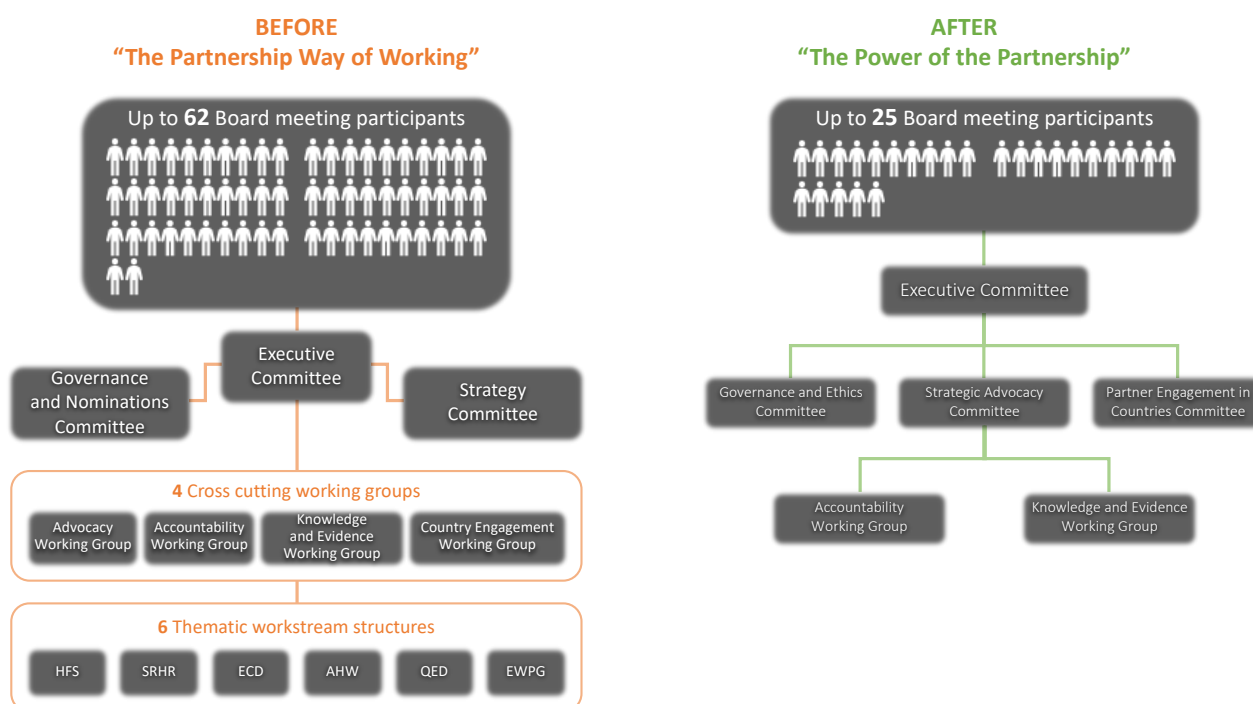 BEFORE
“The Partnership Way of Working”
Up to 62 Board meeting participants
Executive
Committee
Governance
and Nominations
Committee
Strategy
Committee
4 Cross cutting working groups
Advocacy
Working Group
Accountability
Working Group
Knowledge
and Evidence
Working Group
Country Engagement
Working Group
6 Thematic workstream structures
HFS
SRHR
ECD
AHW
QED
EWPG
AFTER
“The Power of the Partnership”
Up to 25 Board meeting participants
Executive Committee
Governance and Ethics
Committee
Strategic Advocacy
Committee
Partner Engagement in
Countries Committee
Accountability
Working Group
Knowledge and Evidence
Working Group